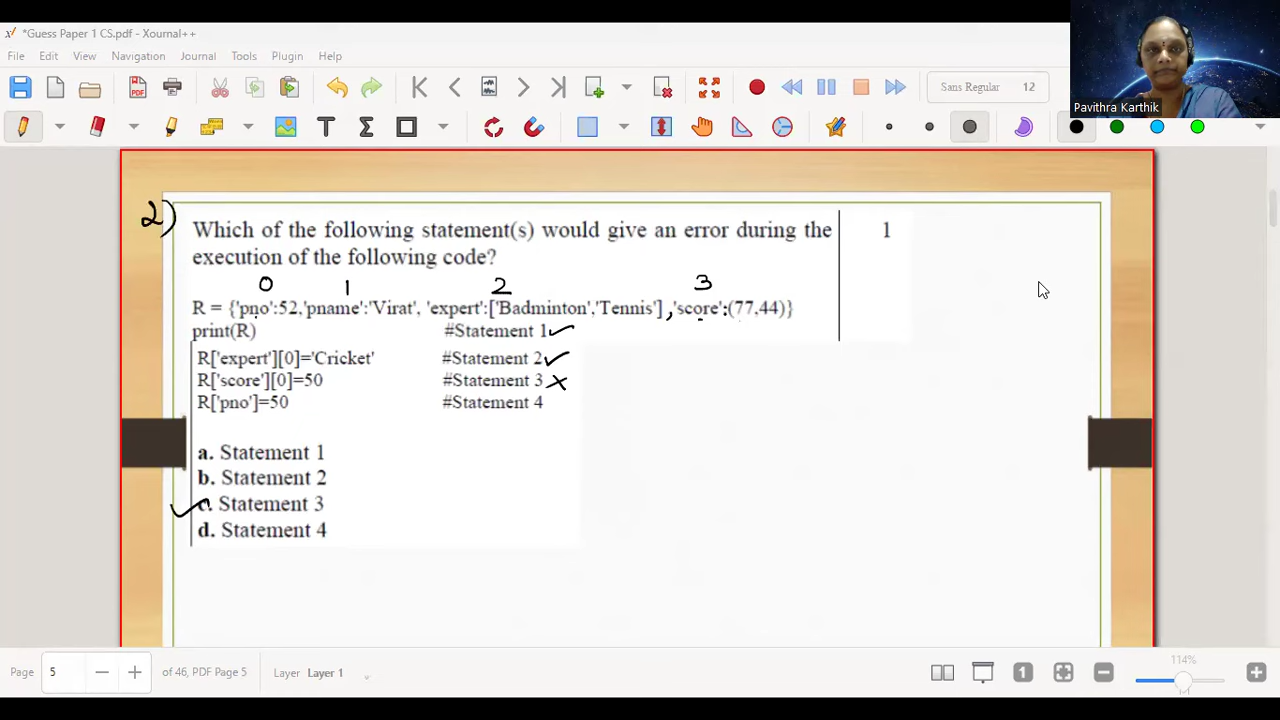 *Guess Paper 1 CS.pdf - Xournal++
File Edit View Navigation Journal Tools Plugin Help
Sans Regular 12
Pavithra Karthik
2)
Which of the following statement(s) would give an error during the 1
execution of the following code?
0 1 2 3
R = {'pno':52,'pname':'Virat', 'expert':['Badminton','Tennis'] ,'score':(77,44)}
print(R) #Statement 1
R['expert'][0]='Cricket' #Statement 2
R['score'][0]=50 #Statement 3
R['pno']=50 #Statement 4
a. Statement 1
b. Statement 2
c. Statement 3
d. Statement 4
Page 5 of 46, PDF Page 5 Layer Layer 1 1 114%